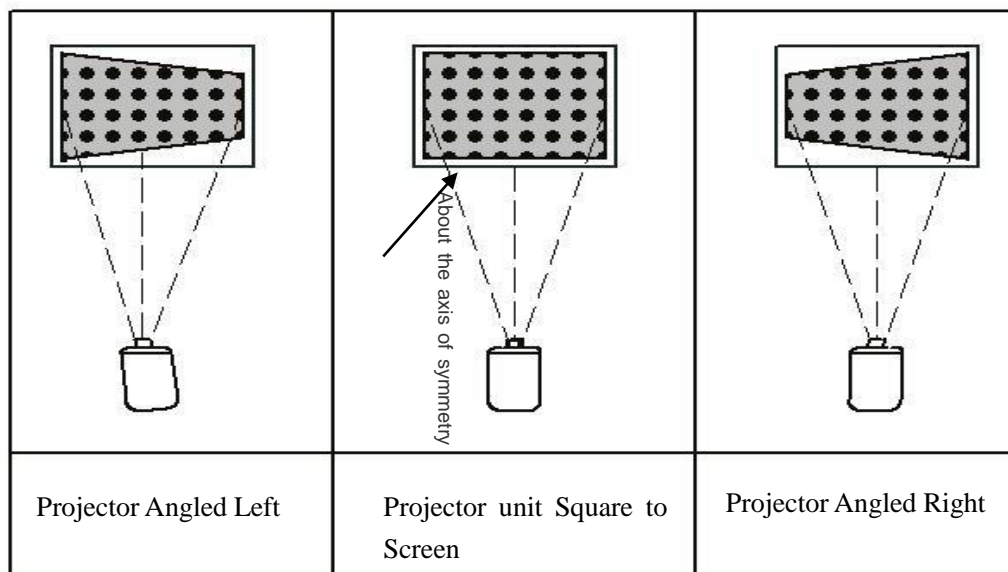 About the axis of symmetry
Projector Angled Left
Projector unit Square to
Screen
Projector Angled Right